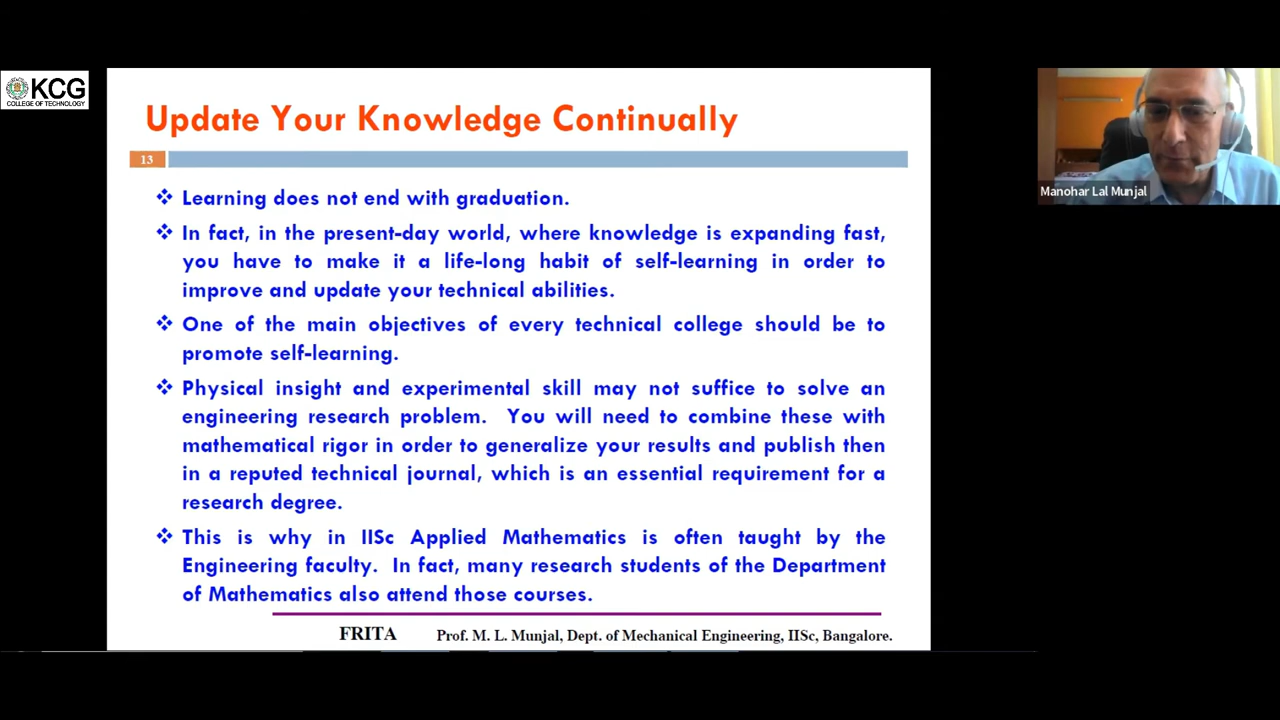 KCG
COLLEGE OF TECHNOLOGY
Update Your Knowledge Continually
13
Manohar Lal Munjal
❖ Learning does not end with graduation.
❖ In fact, in the present-day world, where knowledge is expanding fast,
you have to make it a life-long habit of self-learning in order to
improve and update your technical abilities.
❖ One of the main objectives of every technical college should be to
promote self-learning.
❖ Physical insight and experimental skill may not suffice to solve an
engineering research problem. You will need to combine these with
mathematical rigor in order to generalize your results and publish then
in a reputed technical journal, which is an essential requirement for a
research degree.
❖ This is why in IISc Applied Mathematics is often taught by the
Engineering faculty. In fact, many research students of the Department
of Mathematics also attend those courses.
FRITA Prof. M. L. Munjal, Dept. of Mechanical Engineering, IISc, Bangalore.